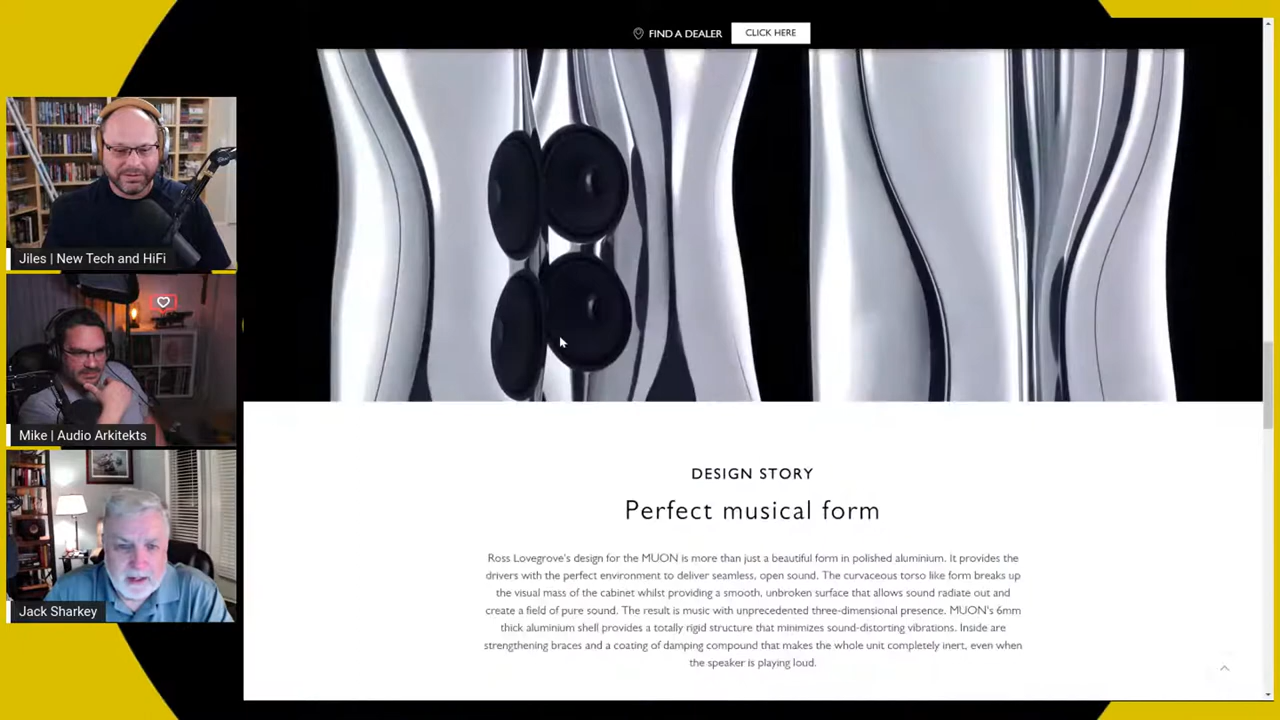 FIND A DEALER
CLICK HERE
Jiles | New Tech and HiFi
Mike | Audio Arkitekts
Jack Sharkey
DESIGN STORY
Perfect musical form
Ross Lovegrove's design for the MUON is more than just a beautiful form in polished aluminium. It provides the
drivers with the perfect environment to deliver seamless, open sound. The curvaceous torso like form breaks up
the visual mass of the cabinet whilst providing a smooth, unbroken surface that allows sound radiate out and
create a field of pure sound. The result is music with unprecedented three-dimensional presence. MUON's 6mm
thick aluminium shell provides a totally rigid structure that minimizes sound-distorting vibrations. Inside are
strengthening braces and a coating of damping compound that makes the whole unit completely inert, even when
the speaker is playing loud.